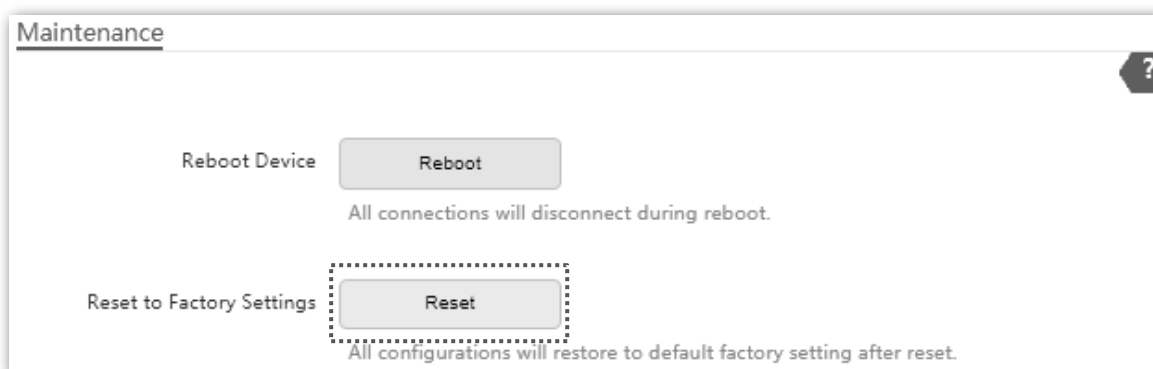 Maintenance
?
Reboot Device Reboot
All connections will disconnect during reboot.
Reset to Factory Settings Reset
All configurations will restore to default factory setting after reset.